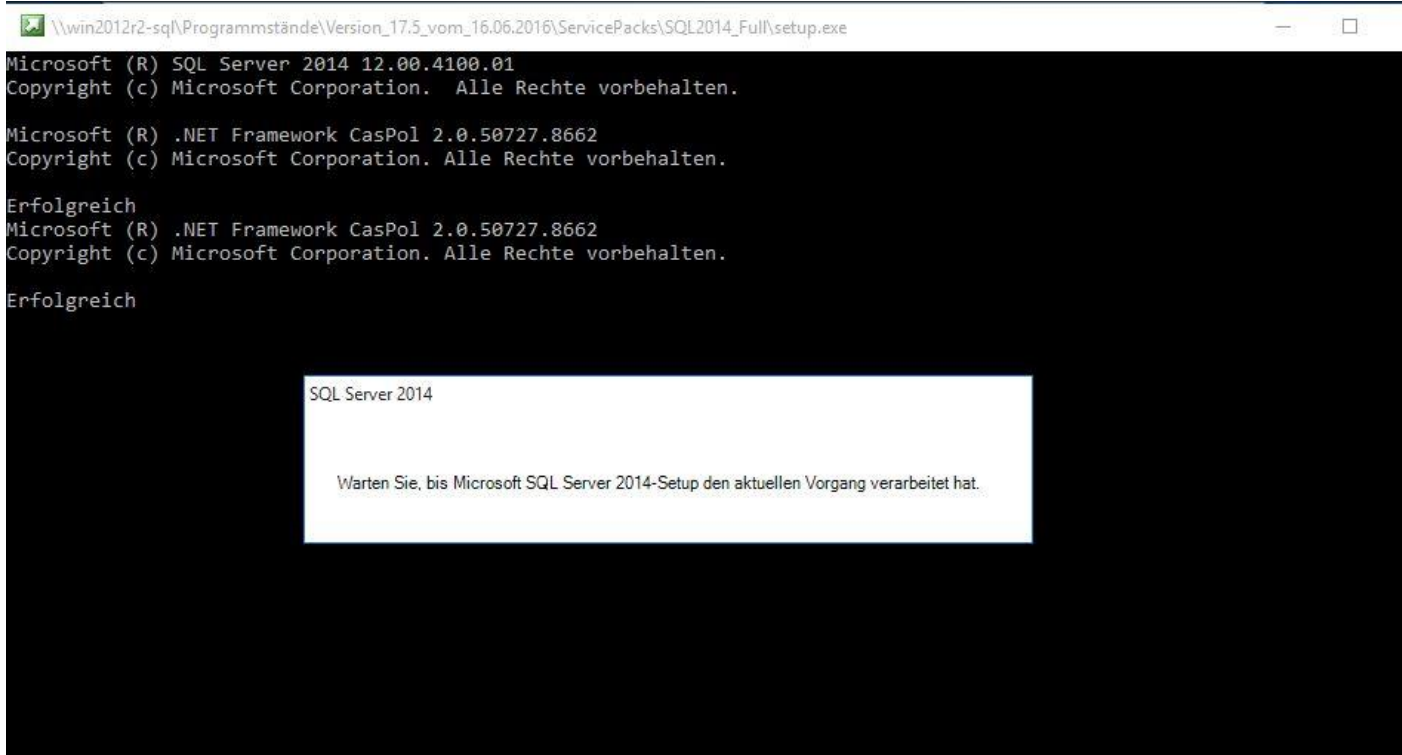 \\win2012r2-sql\Programmstände\Version_17.5_vom_16.06.2016\ServicePacks\SQL2014_Full\setup.exe
Microsoft (R) SQL Server 2014 12.00.4100.01
Copyright (c) Microsoft Corporation.  Alle Rechte vorbehalten.
Microsoft (R) .NET Framework CasPol 2.0.50727.8662
Copyright (c) Microsoft Corporation. Alle Rechte vorbehalten.
Erfolgreich
Microsoft (R) .NET Framework CasPol 2.0.50727.8662
Copyright (c) Microsoft Corporation. Alle Rechte vorbehalten.
Erfolgreich
SQL Server 2014
Warten Sie, bis Microsoft SQL Server 2014-Setup den aktuellen Vorgang verarbeitet hat.